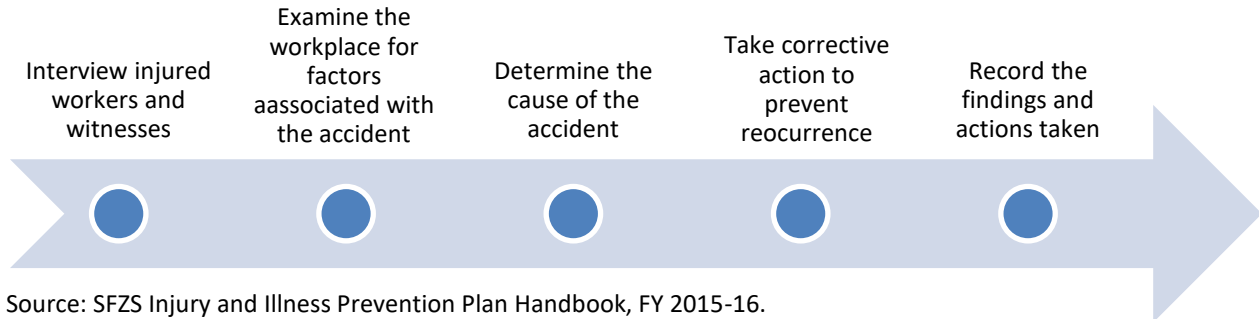 Interview injured
workers and
witnesses
Examine the
workplace for
factors
aassociated with
the accident
Determine the
cause of the
accident
Take corrective
action to
prevent
reocurrence
Record the
findings and
actions taken
Source: SFZS Injury and Illness Prevention Plan Handbook, FY 2015-16.